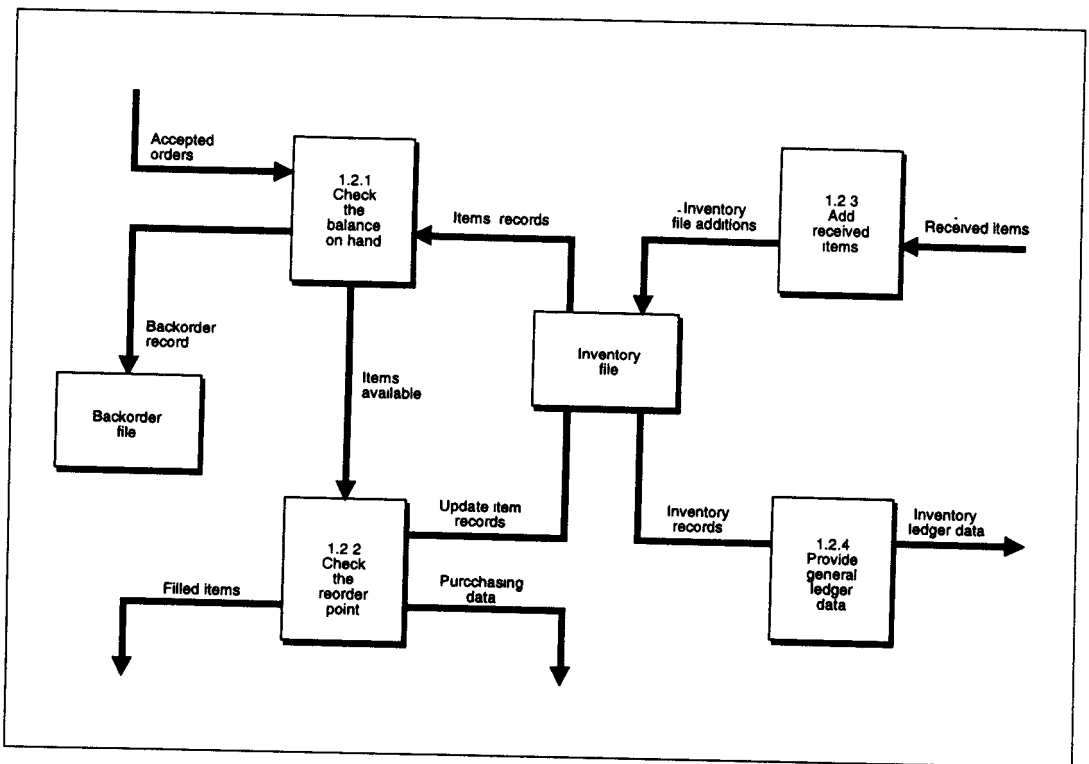 Accepted
orders
1.2.1
Check
the
balance
on hand
Items records
Inventory
file additions
1.2 3
Add
received
items
Received items
Backorder
record
Inventory
file
Items
available
Backorder
file
Update item
records
Inventory
records
Inventory
ledger data
1.2 2
Check
the
reorder
point
1.2.4
Provide
general
ledger
data
Filled items
Purcchasing
data